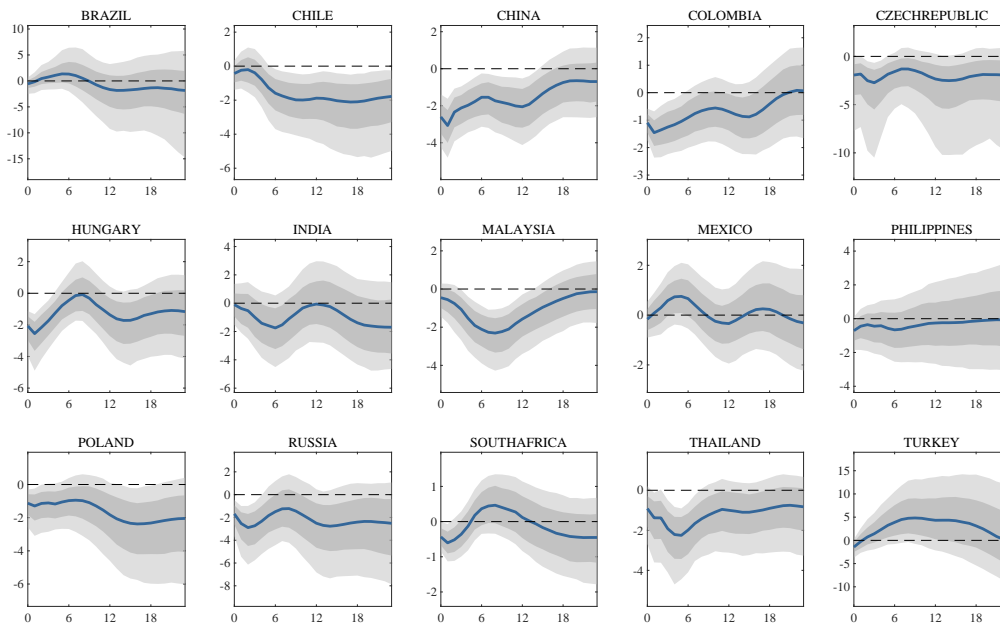 BRAZIL CHILE CHINA COLOMBIA CZECHREPUBLIC
10 5 0 -5 -10 -15
0 -2 -4 -6
0 -2 -4
2 1 0 -1 -2 -3
0 -5 -10
0 6 12 18 0 6 12 18 0 6 12 18 0 6 12 18 0 6 12 18
HUNGARY INDIA MALAYSIA MEXICO PHILIPPINES
2 0 -2 -4 -6
4 2 0 -2 -4 -6
2 0 -2 -4
2 0 -2
4 2 0 -2 -4
0 6 12 18 0 6 12 18 0 6 12 18 0 6 12 18 0 6 12 18
POLAND RUSSIA SOUTHAFRICA THAILAND TURKEY
0 -2 -4 -6
2 0 -2 -4 -6 -8
1 0 -1 -2
0 -2 -4
15 10 5 0 -5 -10
0 6 12 18 0 6 12 18 0 6 12 18 0 6 12 18 0 6 12 18